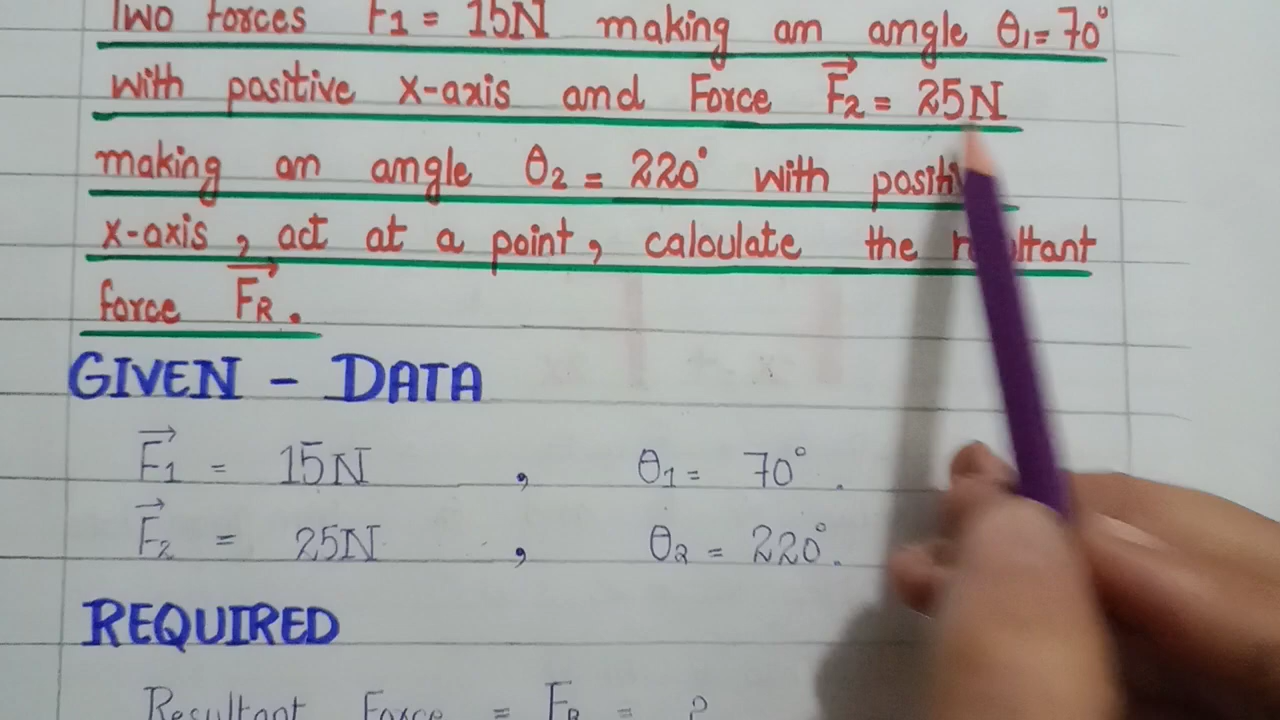 Two forces F1 = 15N making an angle θ1= 70°
with positive x-axis and Force F2 = 25N
making an angle θ2 = 220° with
x-axis, act at a point, calulate the
force FR.
GIVEN - DATA
F1 = 15N , θ1= 70°.
F2 = 25N , θ2 = 220°.
REQUIRED
Resultant Force = FR = ?